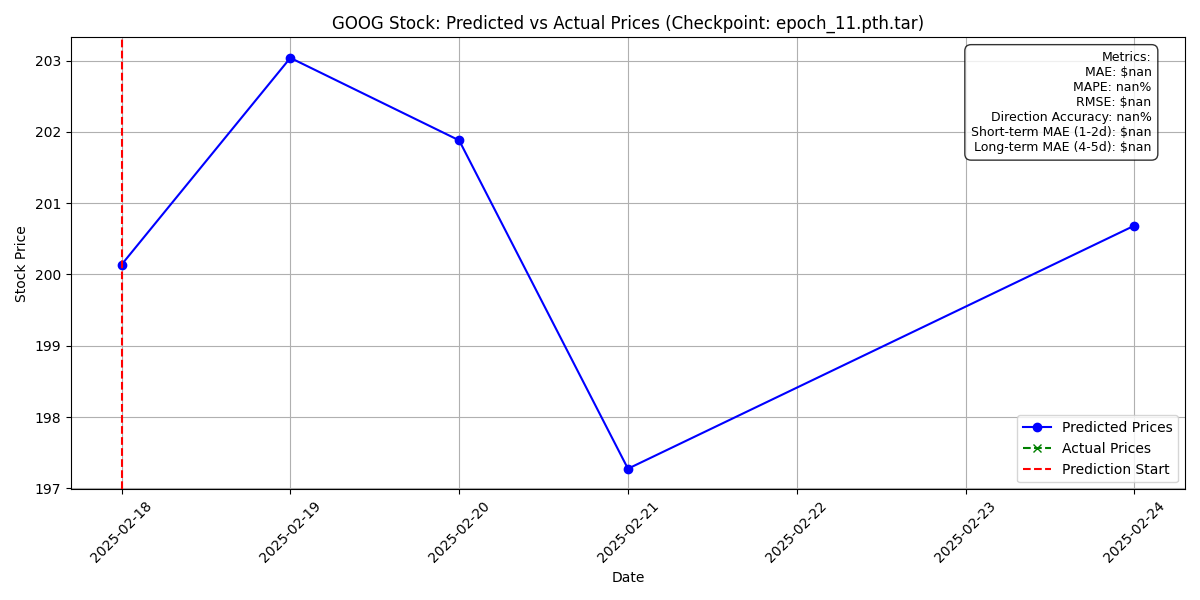 GOOG Stock: Predicted vs Actual Prices (Checkpoint: epoch_11.pth.tar)
Metrics:
MAE: $nan
MAPE: nan%
RMSE: $nan
Direction Accuracy: nan%
Short-term MAE (1-2d): $nan
Long-term MAE (4-5d): $nan
203
202
201
200
199
198
197
Stock Price
Predicted Prices
Actual Prices
Prediction Start
2025-02-18
2025-02-19
2025-02-20
2025-02-21
2025-02-22
2025-02-23
2025-02-24
Date